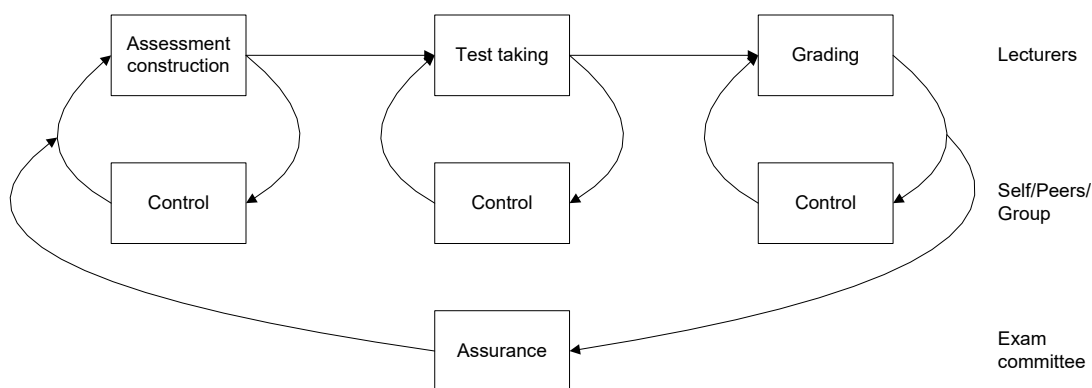 Assessment
construction
Test taking
Grading
Lecturers
Control
Control
Control
Self/Peers/
Group
Assurance
Exam
committee